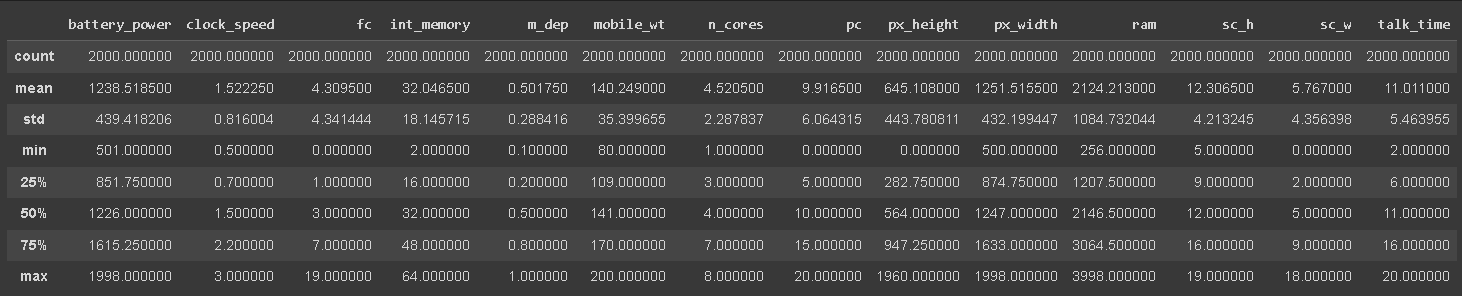 battery_power clock_speed fc int_memory m_dep mobile_wt n_cores pc px_height px_width ram sc_h sc_w talk_time
count 2000.000000 2000.000000 2000.000000 2000.000000 2000.000000 2000.000000 2000.000000 2000.000000 2000.000000 2000.000000 2000.000000 2000.000000 2000.000000 2000.000000
mean 1238.518500 1.522250 4.309500 32.046500 0.501750 140.249000 4.520500 9.916500 645.108000 1251.515500 2124.213000 12.306500 5.767000 11.011000
std 439.418206 0.816004 4.341444 18.145715 0.288416 35.399655 2.287837 6.064315 443.780811 432.199447 1084.732044 4.213245 4.356398 5.463955
min 501.000000 0.500000 0.000000 2.000000 0.100000 80.000000 1.000000 0.000000 0.000000 500.000000 256.000000 5.000000 0.000000 2.000000
25% 851.750000 0.700000 1.000000 16.000000 0.200000 109.000000 3.000000 5.000000 282.750000 874.750000 1207.500000 9.000000 2.000000 6.000000
50% 1226.000000 1.500000 3.000000 32.000000 0.500000 141.000000 4.000000 10.000000 564.000000 1247.000000 2146.500000 12.000000 5.000000 11.000000
75% 1615.250000 2.200000 7.000000 48.000000 0.800000 170.000000 7.000000 15.000000 947.250000 1633.000000 3064.500000 16.000000 9.000000 16.000000
max 1998.000000 3.000000 19.000000 64.000000 1.000000 200.000000 8.000000 20.000000 1960.000000 1998.000000 3998.000000 19.000000 18.000000 20.000000